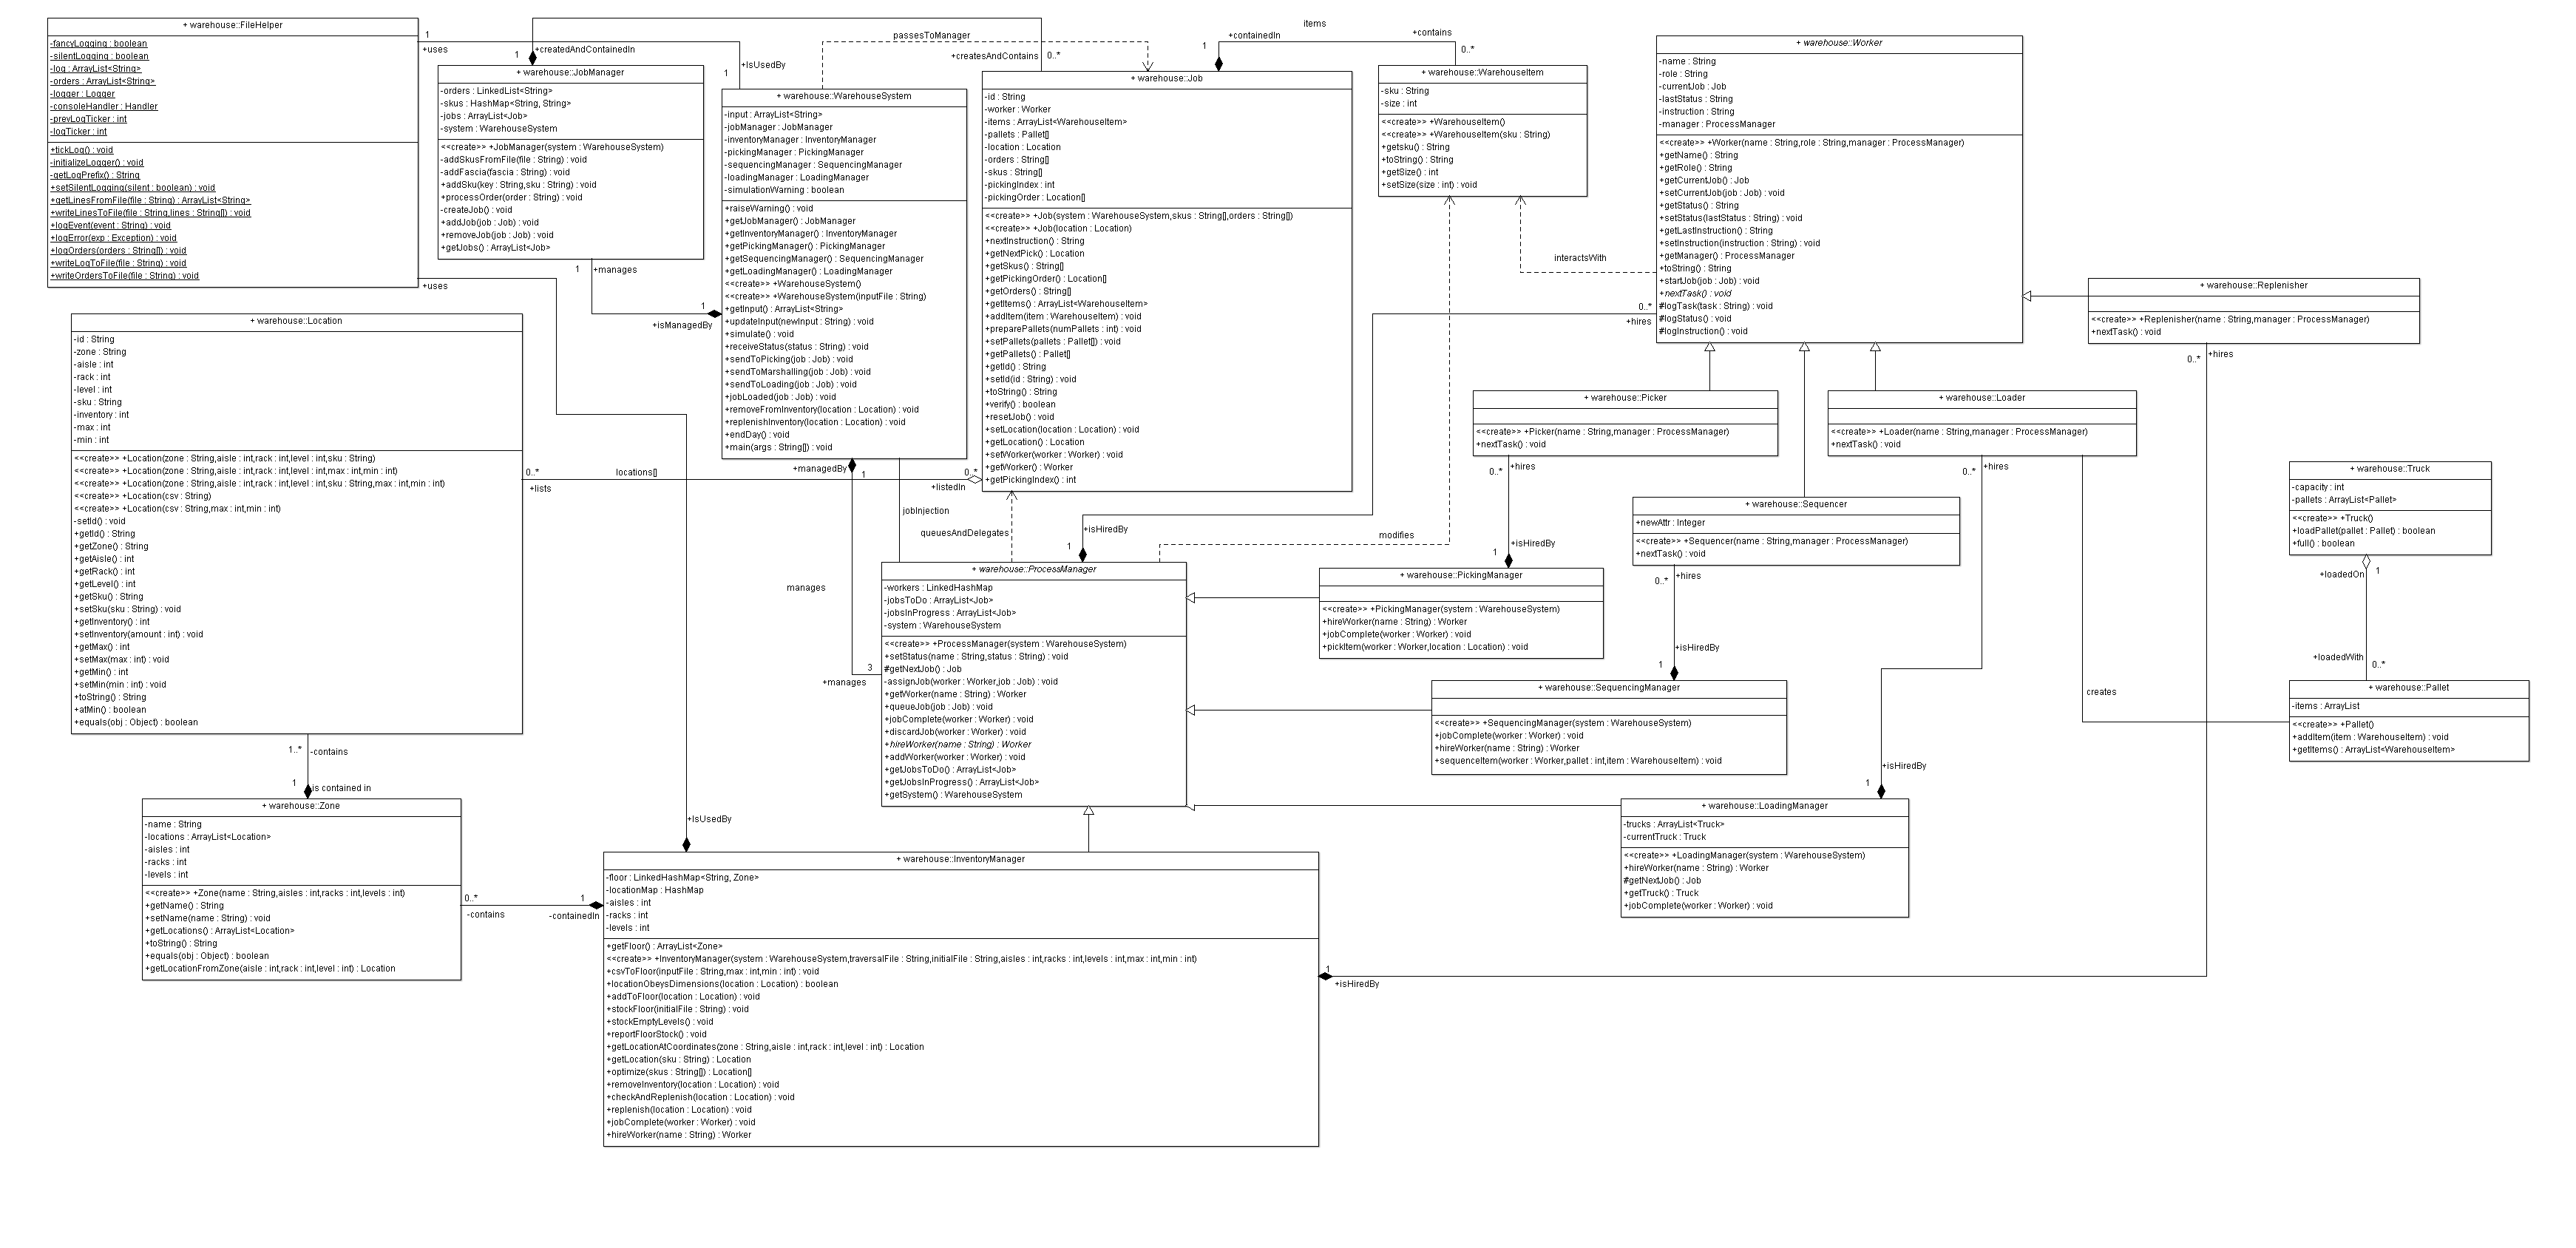 + warehouse::FileHelper
-fancyLogging : boolean
-silentLogging : boolean
-log : ArrayList<String>
-orders : ArrayList<String>
-logger : Logger
-consoleHandler : Handler
-prevLogTicker : int
-logTicker : int
+tickLog() : void
-initializeLogger() : void
-getLogPrefix() : String
+setSilentLogging(silent : boolean) : void
+getLinesFromFile(file : String) : ArrayList<String>
+writeLinesToFile(file : String,lines : String[]) : void
+logEvent(event : String) : void
+logError(exp : Exception) : void
+logOrders(orders : String[]) : void
+writeLogToFile(file : String) : void
+writeOrdersToFile(file : String) : void
1
+uses
+uses
1
+createdAndContainedIn
+ warehouse::JobManager
-orders : LinkedList<String>
-skus : HashMap<String, String>
-jobs : ArrayList<Job>
-system : WarehouseSystem
<<create>> +JobManager(system : WarehouseSystem)
-addSkusFromFile(file : String) : void
-addFascia(fascia : String) : void
+addSku(key : String,sku : String) : void
+processOrder(order : String) : void
-createJob() : void
+addJob(job : Job) : void
+removeJob(job : Job) : void
+getJobs() : ArrayList<Job>
1
+manages
1
+isManagedBy
1
+IsUsedBy
+ warehouse::WarehouseSystem
-input : ArrayList<String>
-jobManager : JobManager
-inventoryManager : InventoryManager
-pickingManager : PickingManager
-sequencingManager : SequencingManager
-loadingManager : LoadingManager
-simulationWarning : boolean
+raiseWarning() : void
+getJobManager() : JobManager
+getInventoryManager() : InventoryManager
+getPickingManager() : PickingManager
+getSequencingManager() : SequencingManager
+getLoadingManager() : LoadingManager
<<create>> +WarehouseSystem()
<<create>> +WarehouseSystem(inputFile : String)
+getInput() : ArrayList<String>
+updateInput(newInput : String) : void
+simulate() : void
+receiveStatus(status : String) : void
+sendToPicking(job : Job) : void
+sendToMarshalling(job : Job) : void
+sendToLoading(job : Job) : void
+jobLoaded(job : Job) : void
+removeFromInventory(location : Location) : void
+replenishInventory(location : Location) : void
+endDay() : void
+main(args : String[]) : void
passesToManager
+createsAndContains
0..*
+ warehouse::Job
-id : String
-worker : Worker
-items : ArrayList<WarehouseItem>
-pallets : Pallet[]
-location : Location
-orders : String[]
-skus : String[]
-pickingIndex : int
-pickingOrder : Location[]
<<create>> +Job(system : WarehouseSystem,skus : String[],orders : String[])
<<create>> +Job(location : Location)
+nextInstruction() : String
+getNextPick() : Location
+getSkus() : String[]
+getPickingOrder() : Location[]
+getOrders() : String[]
+getItems() : ArrayList<WarehouseItem>
+addItem(item : WarehouseItem) : void
+preparePallets(numPallets : int) : void
+setPallets(pallets : Pallet[]) : void
+getPallets() : Pallet[]
+getId() : String
+setId(id : String) : void
+toString() : String
+verify() : boolean
+resetJob() : void
+setLocation(location : Location) : void
+getLocation() : Location
+setWorker(worker : Worker) : void
+getWorker() : Worker
+getPickingIndex() : int
items
1
+containedIn
+contains
0..*
+ warehouse::WarehouseItem
-sku : String
-size : int
<<create>> +WarehouseItem()
<<create>> +WarehouseItem(sku : String)
+getsku() : String
+toString() : String
+getSize() : int
+setSize(size : int) : void
interactsWith
+ warehouse::Worker
-name : String
-role : String
-currentJob : Job
-lastStatus : String
-instruction : String
-manager : ProcessManager
<<create>> +Worker(name : String,role : String,manager : ProcessManager)
+getName() : String
+getRole() : String
+getCurrentJob() : Job
+setCurrentJob(job : Job) : void
+getStatus() : String
+setStatus(lastStatus : String) : void
+getLastInstruction() : String
+setInstruction(instruction : String) : void
+getManager() : ProcessManager
+toString() : String
+startJob(job : Job) : void
+nextTask() : void
#logTask(task : String) : void
#logStatus() : void
#logInstruction() : void
0..*
+hires
+ warehouse::Replenisher
<<create>> +Replenisher(name : String,manager : ProcessManager)
+nextTask() : void
0..*
+hires
+ warehouse::Location
-id : String
-zone : String
-aisle : int
-rack : int
-level : int
-sku : String
-inventory : int
-max : int
-min : int
<<create>> +Location(zone : String,aisle : int,rack : int,level : int,sku : String)
<<create>> +Location(zone : String,aisle : int,rack : int,level : int,max : int,min : int)
<<create>> +Location(zone : String,aisle : int,rack : int,level : int,sku : String,max : int,min : int)
<<create>> +Location(csv : String)
<<create>> +Location(csv : String,max : int,min : int)
-setId() : void
+getId() : String
+getZone() : String
+getAisle() : int
+getRack() : int
+getLevel() : int
+getSku() : String
+setSku(sku : String) : void
+getInventory() : int
+setInventory(amount : int) : void
+getMax() : int
+setMax(max : int) : void
+getMin() : int
+setMin(min : int) : void
+toString() : String
+atMin() : boolean
+equals(obj : Object) : boolean
0..*
+lists
locations[]
0..*
+listedIn
+managedBy
1
jobInjection
queuesAndDelegates
manages
3
+manages
1
+isHiredBy
modifies
+ warehouse::ProcessManager
-workers : LinkedHashMap
-jobsToDo : ArrayList<Job>
-jobsInProgress : ArrayList<Job>
-system : WarehouseSystem
<<create>> +ProcessManager(system : WarehouseSystem)
+setStatus(name : String,status : String) : void
#getNextJob() : Job
-assignJob(worker : Worker,job : Job) : void
+getWorker(name : String) : Worker
+queueJob(job : Job) : void
+jobComplete(worker : Worker) : void
+discardJob(worker : Worker) : void
+hireWorker(name : String) : Worker
+addWorker(worker : Worker) : void
+getJobsToDo() : ArrayList<Job>
+getJobsInProgress() : ArrayList<Job>
+getSystem() : WarehouseSystem
+ warehouse::Picker
<<create>> +Picker(name : String,manager : ProcessManager)
+nextTask() : void
0..*
+hires
1
+isHiredBy
+ warehouse::PickingManager
<<create>> +PickingManager(system : WarehouseSystem)
+hireWorker(name : String) : Worker
+jobComplete(worker : Worker) : void
+pickItem(worker : Worker,location : Location) : void
+ warehouse::Loader
<<create>> +Loader(name : String,manager : ProcessManager)
+nextTask() : void
0..*
+hires
+ warehouse::Sequencer
+newAttr : Integer
<<create>> +Sequencer(name : String,manager : ProcessManager)
+nextTask() : void
0..*
+hires
+isHiredBy
1
+ warehouse::SequencingManager
<<create>> +SequencingManager(system : WarehouseSystem)
+jobComplete(worker : Worker) : void
+hireWorker(name : String) : Worker
+sequenceItem(worker : Worker,pallet : int,item : WarehouseItem) : void
+ warehouse::Truck
-capacity : int
-pallets : ArrayList<Pallet>
<<create>> +Truck()
+loadPallet(pallet : Pallet) : boolean
+full() : boolean
+loadedOn
1
+loadedWith
0..*
creates
+ warehouse::Pallet
-items : ArrayList
<<create>> +Pallet()
+addItem(item : WarehouseItem) : void
+getItems() : ArrayList<WarehouseItem>
+isHiredBy
1
+ warehouse::LoadingManager
-trucks : ArrayList<Truck>
-currentTruck : Truck
<<create>> +LoadingManager(system : WarehouseSystem)
+hireWorker(name : String) : Worker
#getNextJob() : Job
+getTruck() : Truck
+jobComplete(worker : Worker) : void
1..*
-contains
1
is contained in
+ warehouse::Zone
-name : String
-locations : ArrayList<Location>
-aisles : int
-racks : int
-levels : int
<<create>> +Zone(name : String,aisles : int,racks : int,levels : int)
+getName() : String
+setName(name : String) : void
+getLocations() : ArrayList<Location>
+toString() : String
+equals(obj : Object) : boolean
+getLocationFromZone(aisle : int,rack : int,level : int) : Location
0..*
-contains
1
-containedIn
+IsUsedBy
+ warehouse::InventoryManager
-floor : LinkedHashMap<String, Zone>
-locationMap : HashMap
-aisles : int
-racks : int
-levels : int
+getFloor() : ArrayList<Zone>
<<create>> +InventoryManager(system : WarehouseSystem,traversalFile : String,initialFile : String,aisles : int,racks : int,levels : int,max : int,min : int)
+csvToFloor(inputFile : String,max : int,min : int) : void
+locationObeysDimensions(location : Location) : boolean
+addToFloor(location : Location) : void
+stockFloor(initialFile : String) : void
+stockEmptyLevels() : void
+reportFloorStock() : void
+getLocationAtCoordinates(zone : String,aisle : int,rack : int,level : int) : Location
+getLocation(sku : String) : Location
+optimize(skus : String[]) : Location[]
+removeInventory(location : Location) : void
+checkAndReplenish(location : Location) : void
+replenish(location : Location) : void
+jobComplete(worker : Worker) : void
+hireWorker(name : String) : Worker
1
+isHiredBy